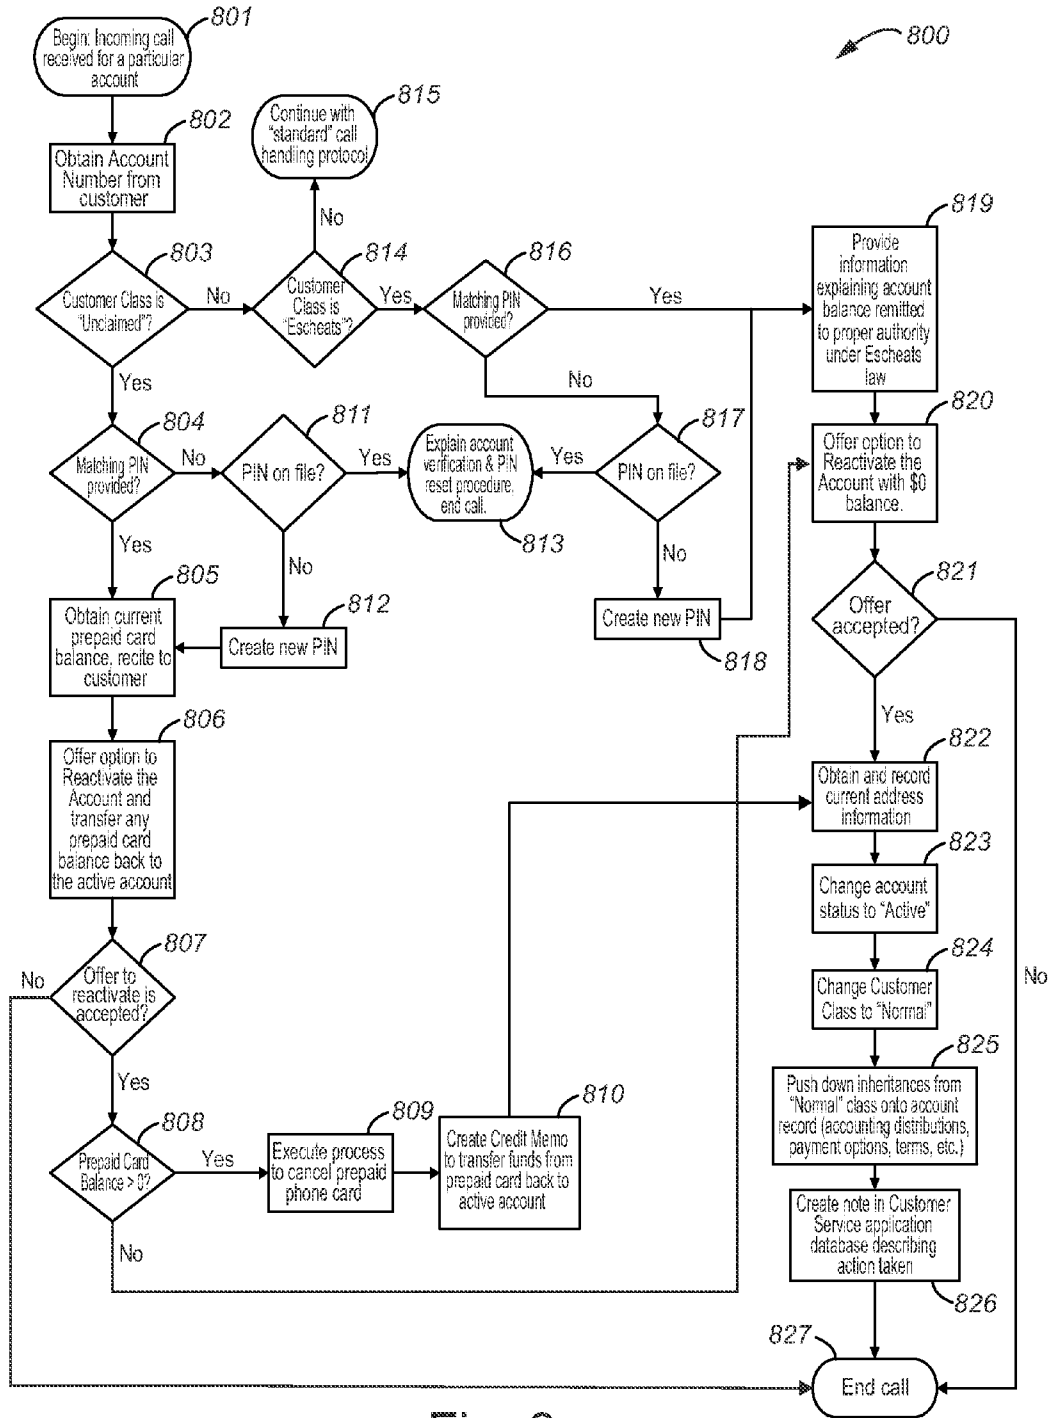 801
Begin: Incoming call
received for a particular
account
800
802
Obtain Account
Number from
customer
815
Continue with
"standard" call
handling protocol
No
803
Customer Class is
"Unclaimed"?
No
814
Customer
Class is
"Escheats"?
Yes
816
Matching PIN
provided?
Yes
819
Provide
information
explaining account
balance remitted
to proper authority
under Escheats
law
Yes
No
804
Matching PIN
provided?
No
811
PIN on file?
Yes
Explain account
verification & PIN
reset procedure,
end call.
813
Yes
817
PIN on file?
820
Offer option to
Reactivate the
Account with $0
balance.
Yes
No
No
805
Obtain current
prepaid card
balance, recite to
customer
812
Create new PIN
Create new PIN
818
821
Offer
accepted?
Yes
806
Offer option to
Reactivate the
Account and
transfer any
prepaid card
balance back to
the active account
822
Obtain and record
current address
information
823
Change account
status to "Active"
807
Offer to
reactivate is
accepted?
No
Yes
824
Change Customer
Class to "Normal"
No
825
Push down inheritances from
"Normal" class onto account
record (accounting distributions,
payment options, terms, etc.)
808
Prepaid Card
Balance > 0?
Yes
809
Execute process
to cancel prepaid
phone card
810
Create Credit Memo
to transfer funds from
prepaid card back to
active account
No
Create note in Customer
Service application
database describing
action taken
826
827
End call